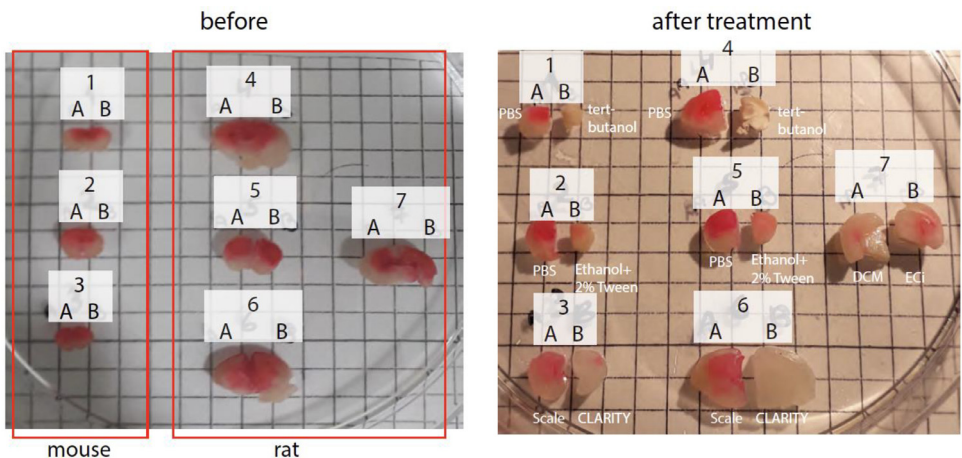 before
after treatment
1
A B
2
A B
3
A B
4
A B
5
A B
6
A B
7
A B
mouse
rat
1
A B
PBS
tert-
butanol
4
A B
PBS
tert-
butanol
2
A B
PBS
Ethanol+
2% Tween
5
A B
PBS
Ethanol+
2% Tween
7
A B
DCM
ECi
3
A B
Scale CLARITY
6
A B
Scale CLARITY